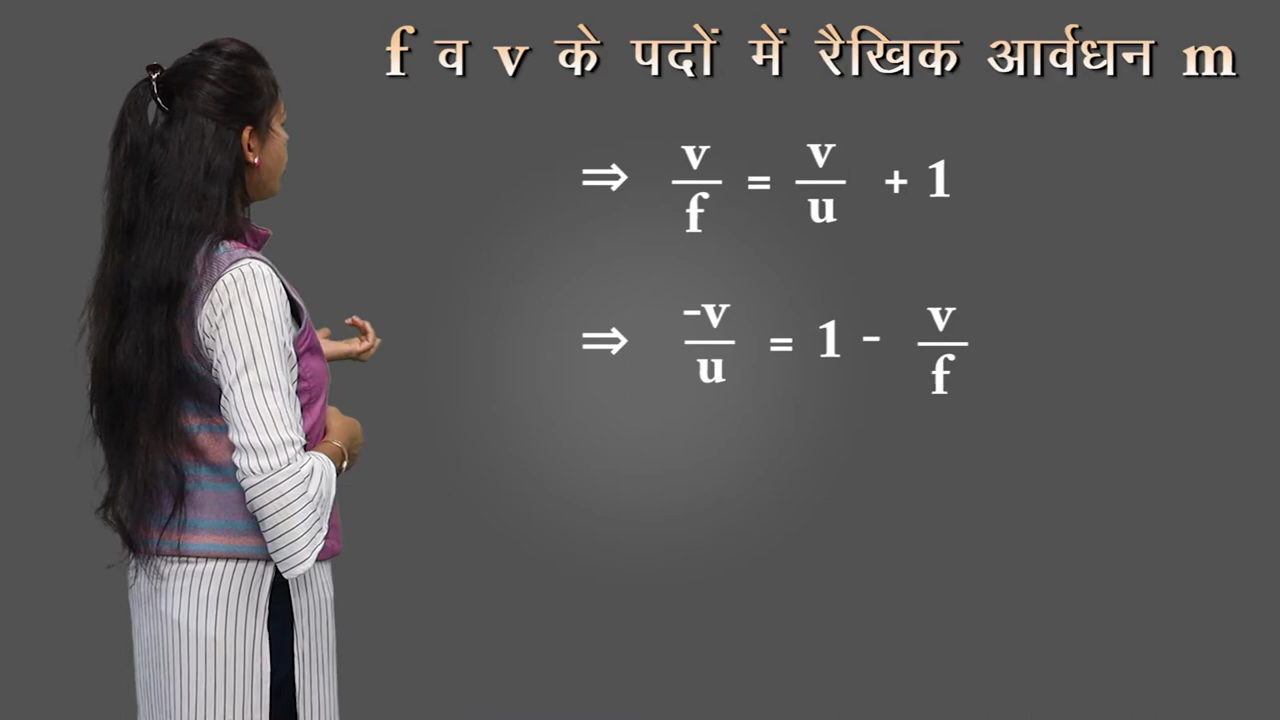 f व v के पदों में रैखिक आर्वधन m
⇒ v/f = v/u + 1
⇒ -v/u = 1 - v/f